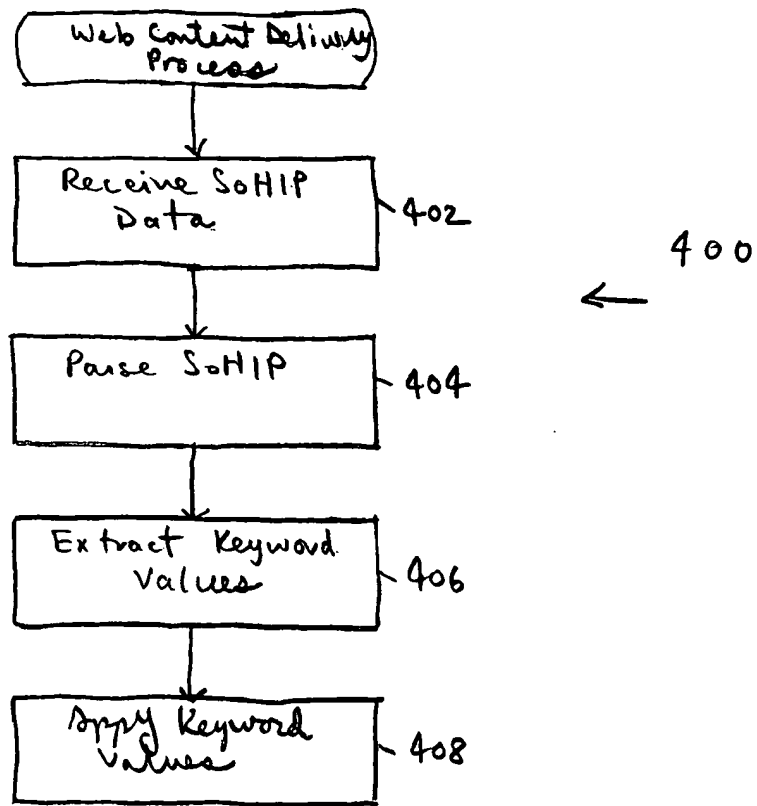 Web Content Delivery
Process
Receive SoHIP
Data
402
400
Parse SoHIP
404
Extract Keyword
Values
406
Appy Keyword
Values
408